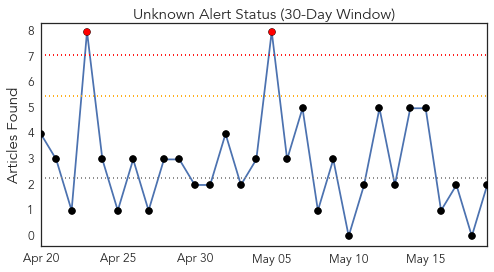 Unknown Alert Status (30-Day Window)
Articles Found
8
7
6
5
4
3
2
1
0
Apr 20
Apr 25
Apr 30
May 05
May 10
May 15